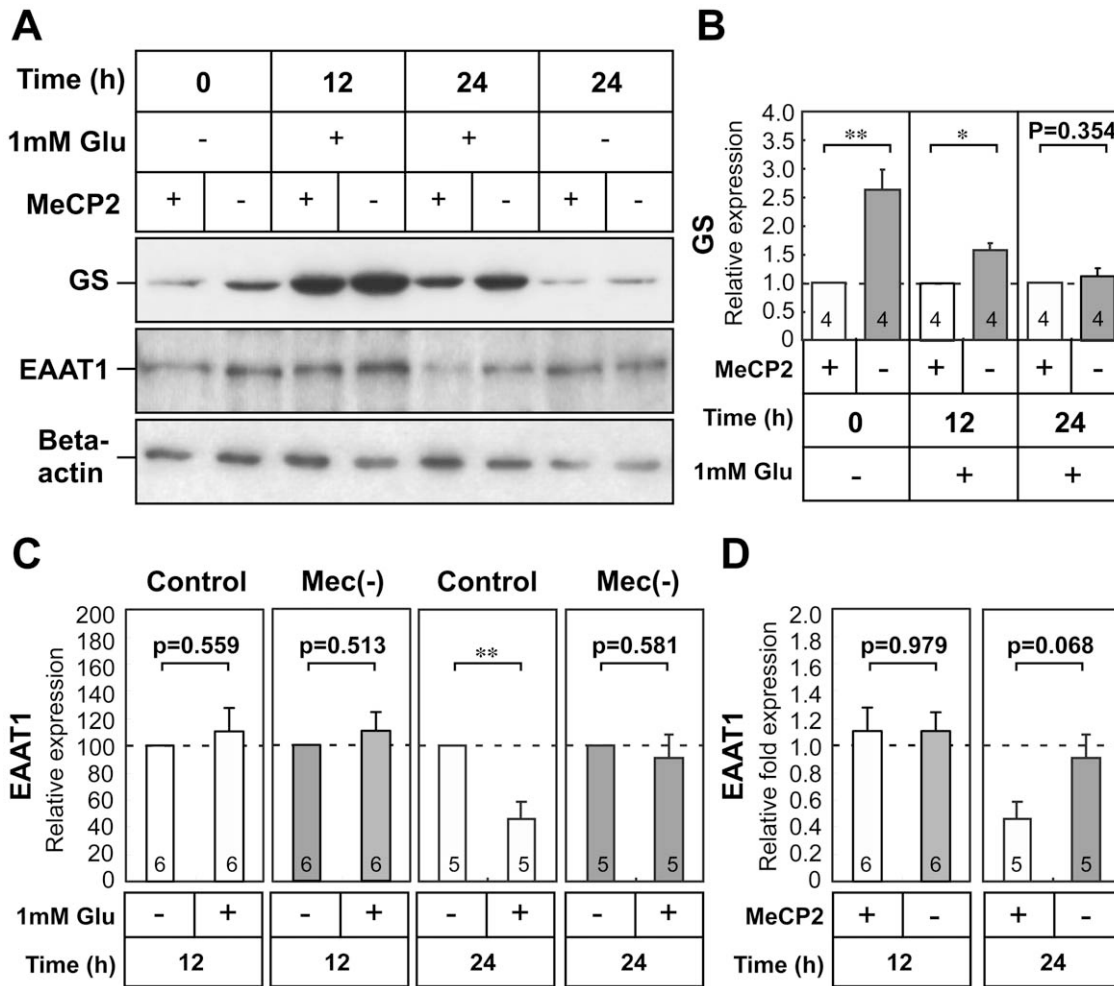 A
Time (h) 0 12 24 24
1mM Glu - + + -
MeCP2 + - + - + - + -
GS
EAAT1
Beta-
actin
B
GS
Relative expression
4.0
3.5
3.0
2.5
2.0
1.5
1.0
0.5
0
** * P=0.354
4 4 4 4 4 4
MeCP2 + - + - + -
Time (h) 0 12 24
1mM Glu - + +
C
Control Mec(-) Control Mec(-)
EAAT1
Relative expression
200
180
160
140
120
100
80
60
40
20
0
p=0.559 p=0.513 ** p=0.581
6 6 6 6 5 5 5 5
1mM Glu - + - + - + - +
Time (h) 12 12 24 24
D
EAAT1
Relative fold expression
2.0
1.8
1.6
1.4
1.2
1.0
0.8
0.6
0.4
0.2
0
p=0.979 p=0.068
6 6 5 5
MeCP2 + - + -
Time (h) 12 24